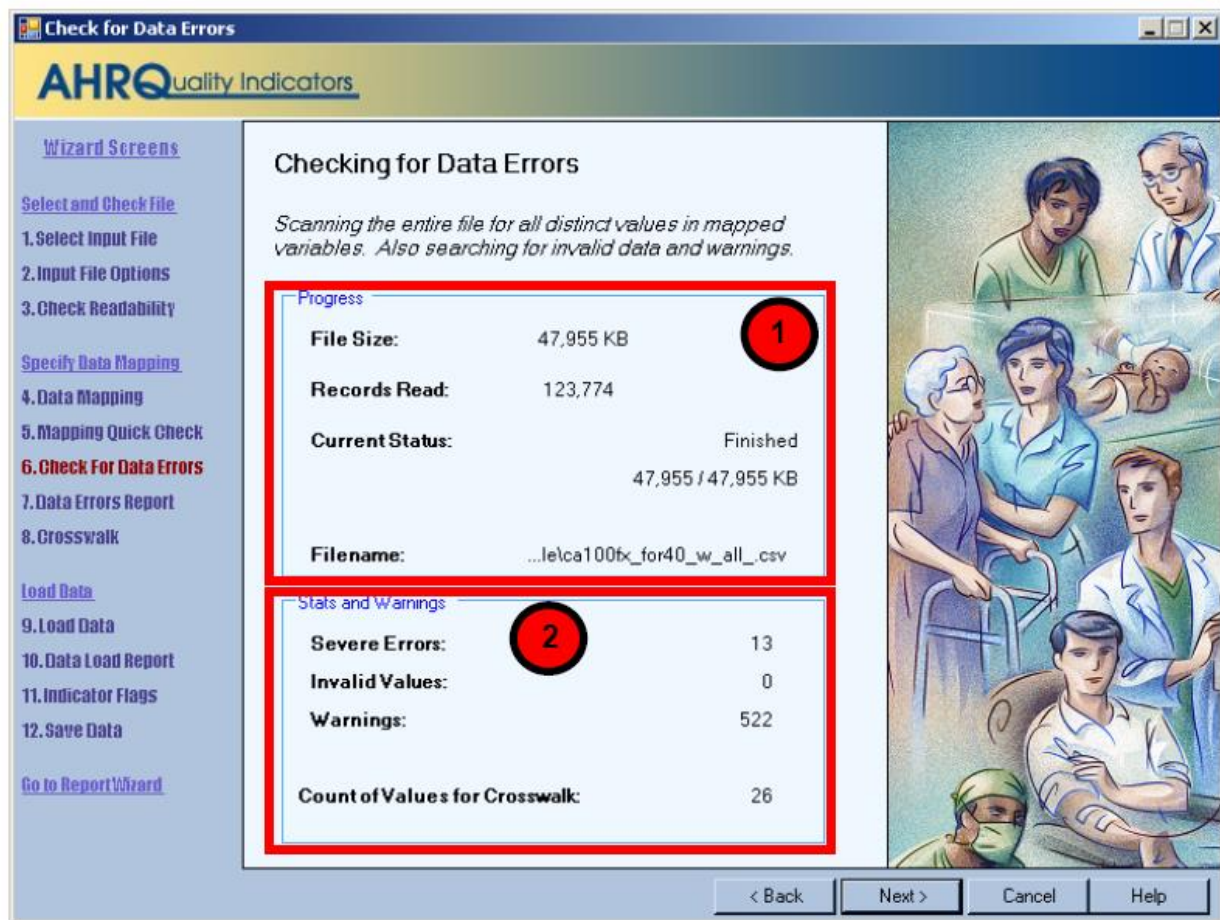 Check for Data Errors
AHRQuality Indicators
Wizard Screens
Select and Check File
1. Select Input File
2. Input File Options
3. Check Readability
Specify Data Mapping
4. Data Mapping
5. Mapping Quick Check
6. Check For Data Errors
7. Data Errors Report
8. Crosswalk
Load Data
9. Load Data
10. Data Load Report
11. Indicator Flags
12. Save Data
Go to Report Wizard
Checking for Data Errors
Scanning the entire file for all distinct values in mapped
variables. Also searching for invalid data and warnings.
Progress
1
File Size: 47,955 KB
Records Read: 123,774
Current Status: Finished
47,955 / 47,955 KB
Filename: ...le\ca100fx_for40_w_all_.csv
Stats and Warnings
2
Severe Errors: 13
Invalid Values: 0
Warnings: 522
Count of Values for Crosswalk: 26
< Back
Next >
Cancel
Help